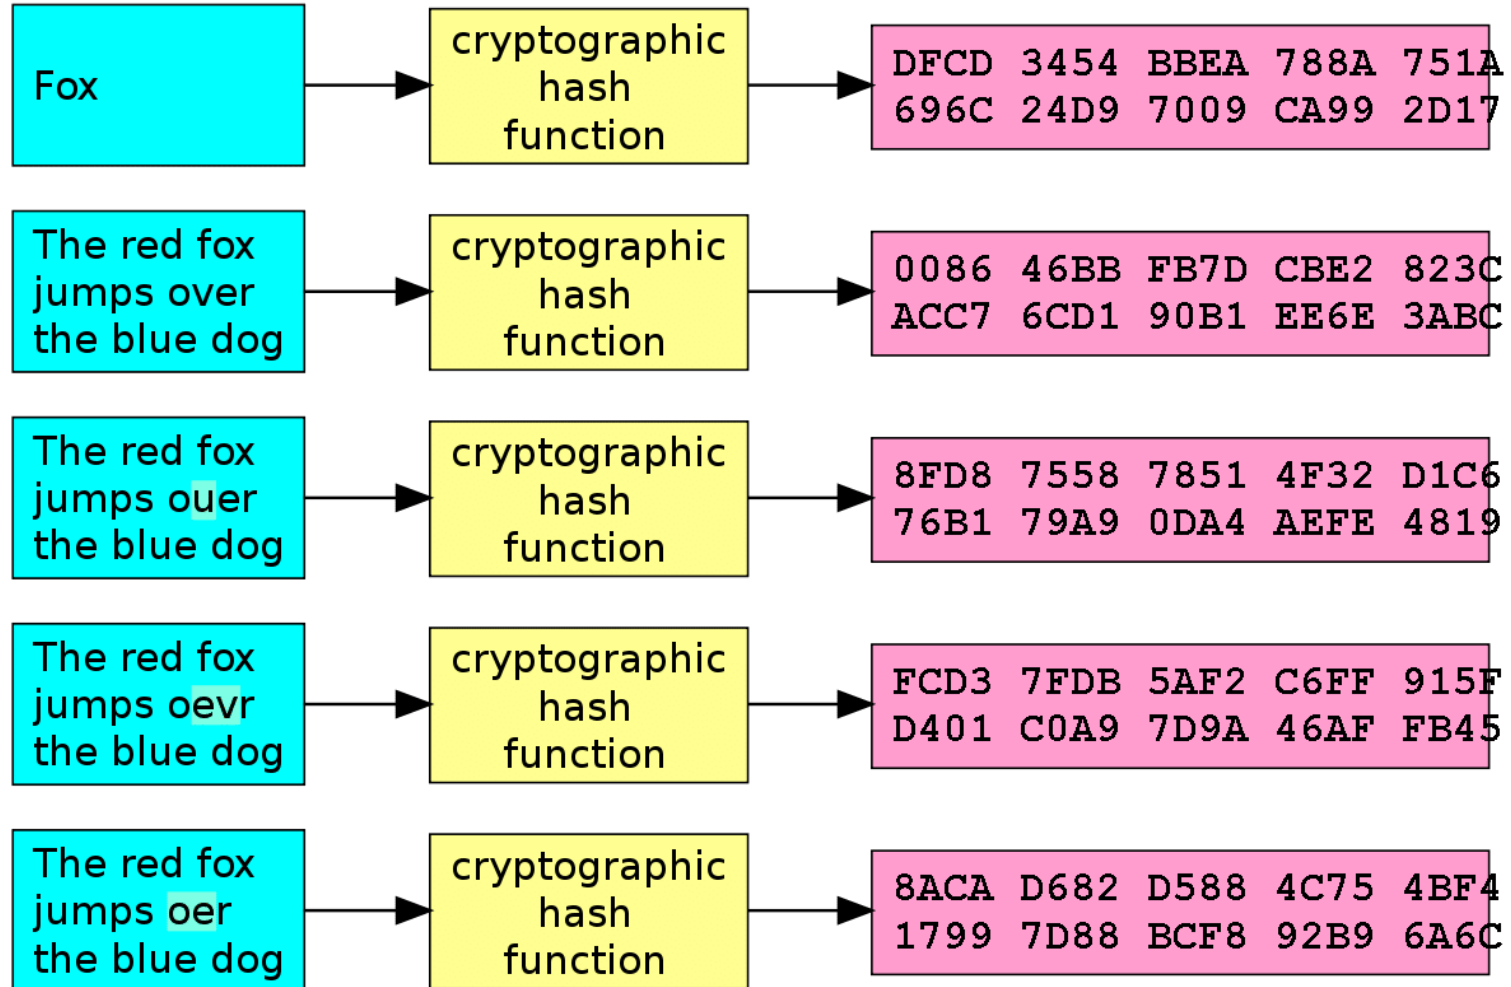 Fox
cryptographic
hash
function
DFCD 3454 BBEA 788A 751A
696C 24D9 7009 CA99 2D17
The red fox
jumps over
the blue dog
cryptographic
hash
function
0086 46BB FB7D CBE2 823C
ACC7 6CD1 90B1 EE6E 3ABC
The red fox
jumps ouer
the blue dog
cryptographic
hash
function
8FD8 7558 7851 4F32 D1C6
76B1 79A9 0DA4 AEFE 4819
The red fox
jumps oevr
the blue dog
cryptographic
hash
function
FCD3 7FDB 5AF2 C6FF 915F
D401 C0A9 7D9A 46AF FB45
The red fox
jumps oer
the blue dog
cryptographic
hash
function
8ACA D682 D588 4C75 4BF4
1799 7D88 BCF8 92B9 6A6C